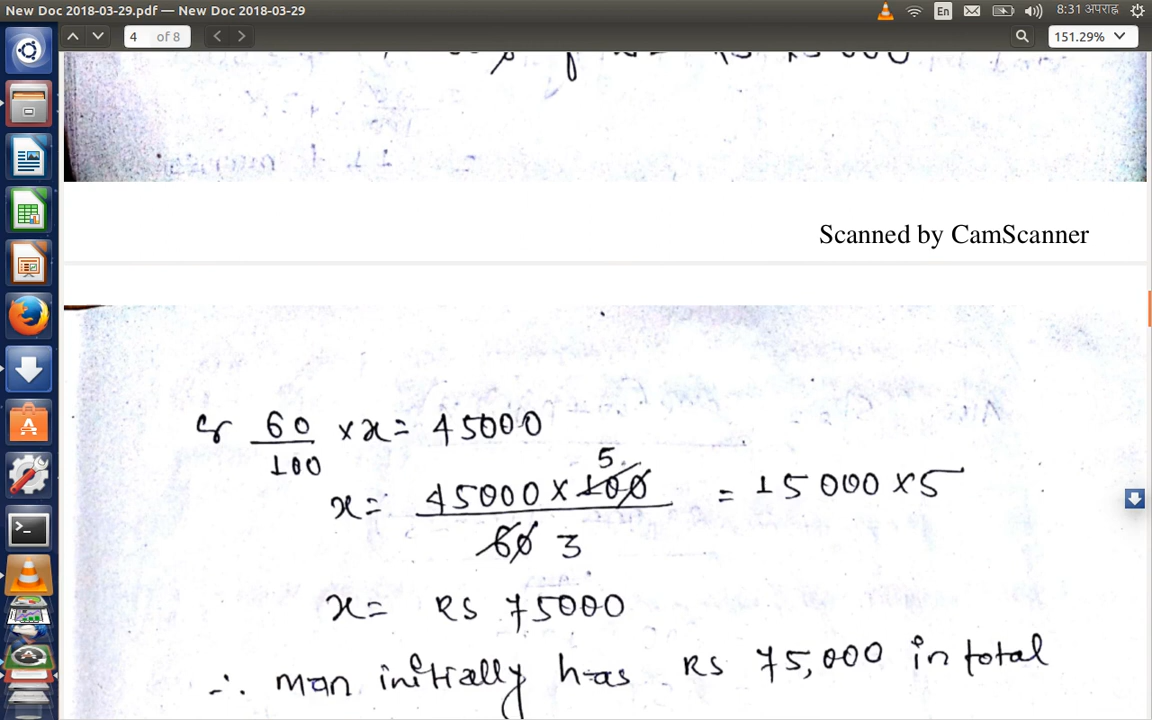 New Doc 2018-03-29.pdf — New Doc 2018-03-29
En
8:31 अपराह्न
4 of 8
151.29%
Scanned by CamScanner
or 60/100 × x = 45000
x = 45000 × 100 5 / 60 3 = 15000 × 5
x = Rs 75000
∴ man initially has Rs 75,000 in total